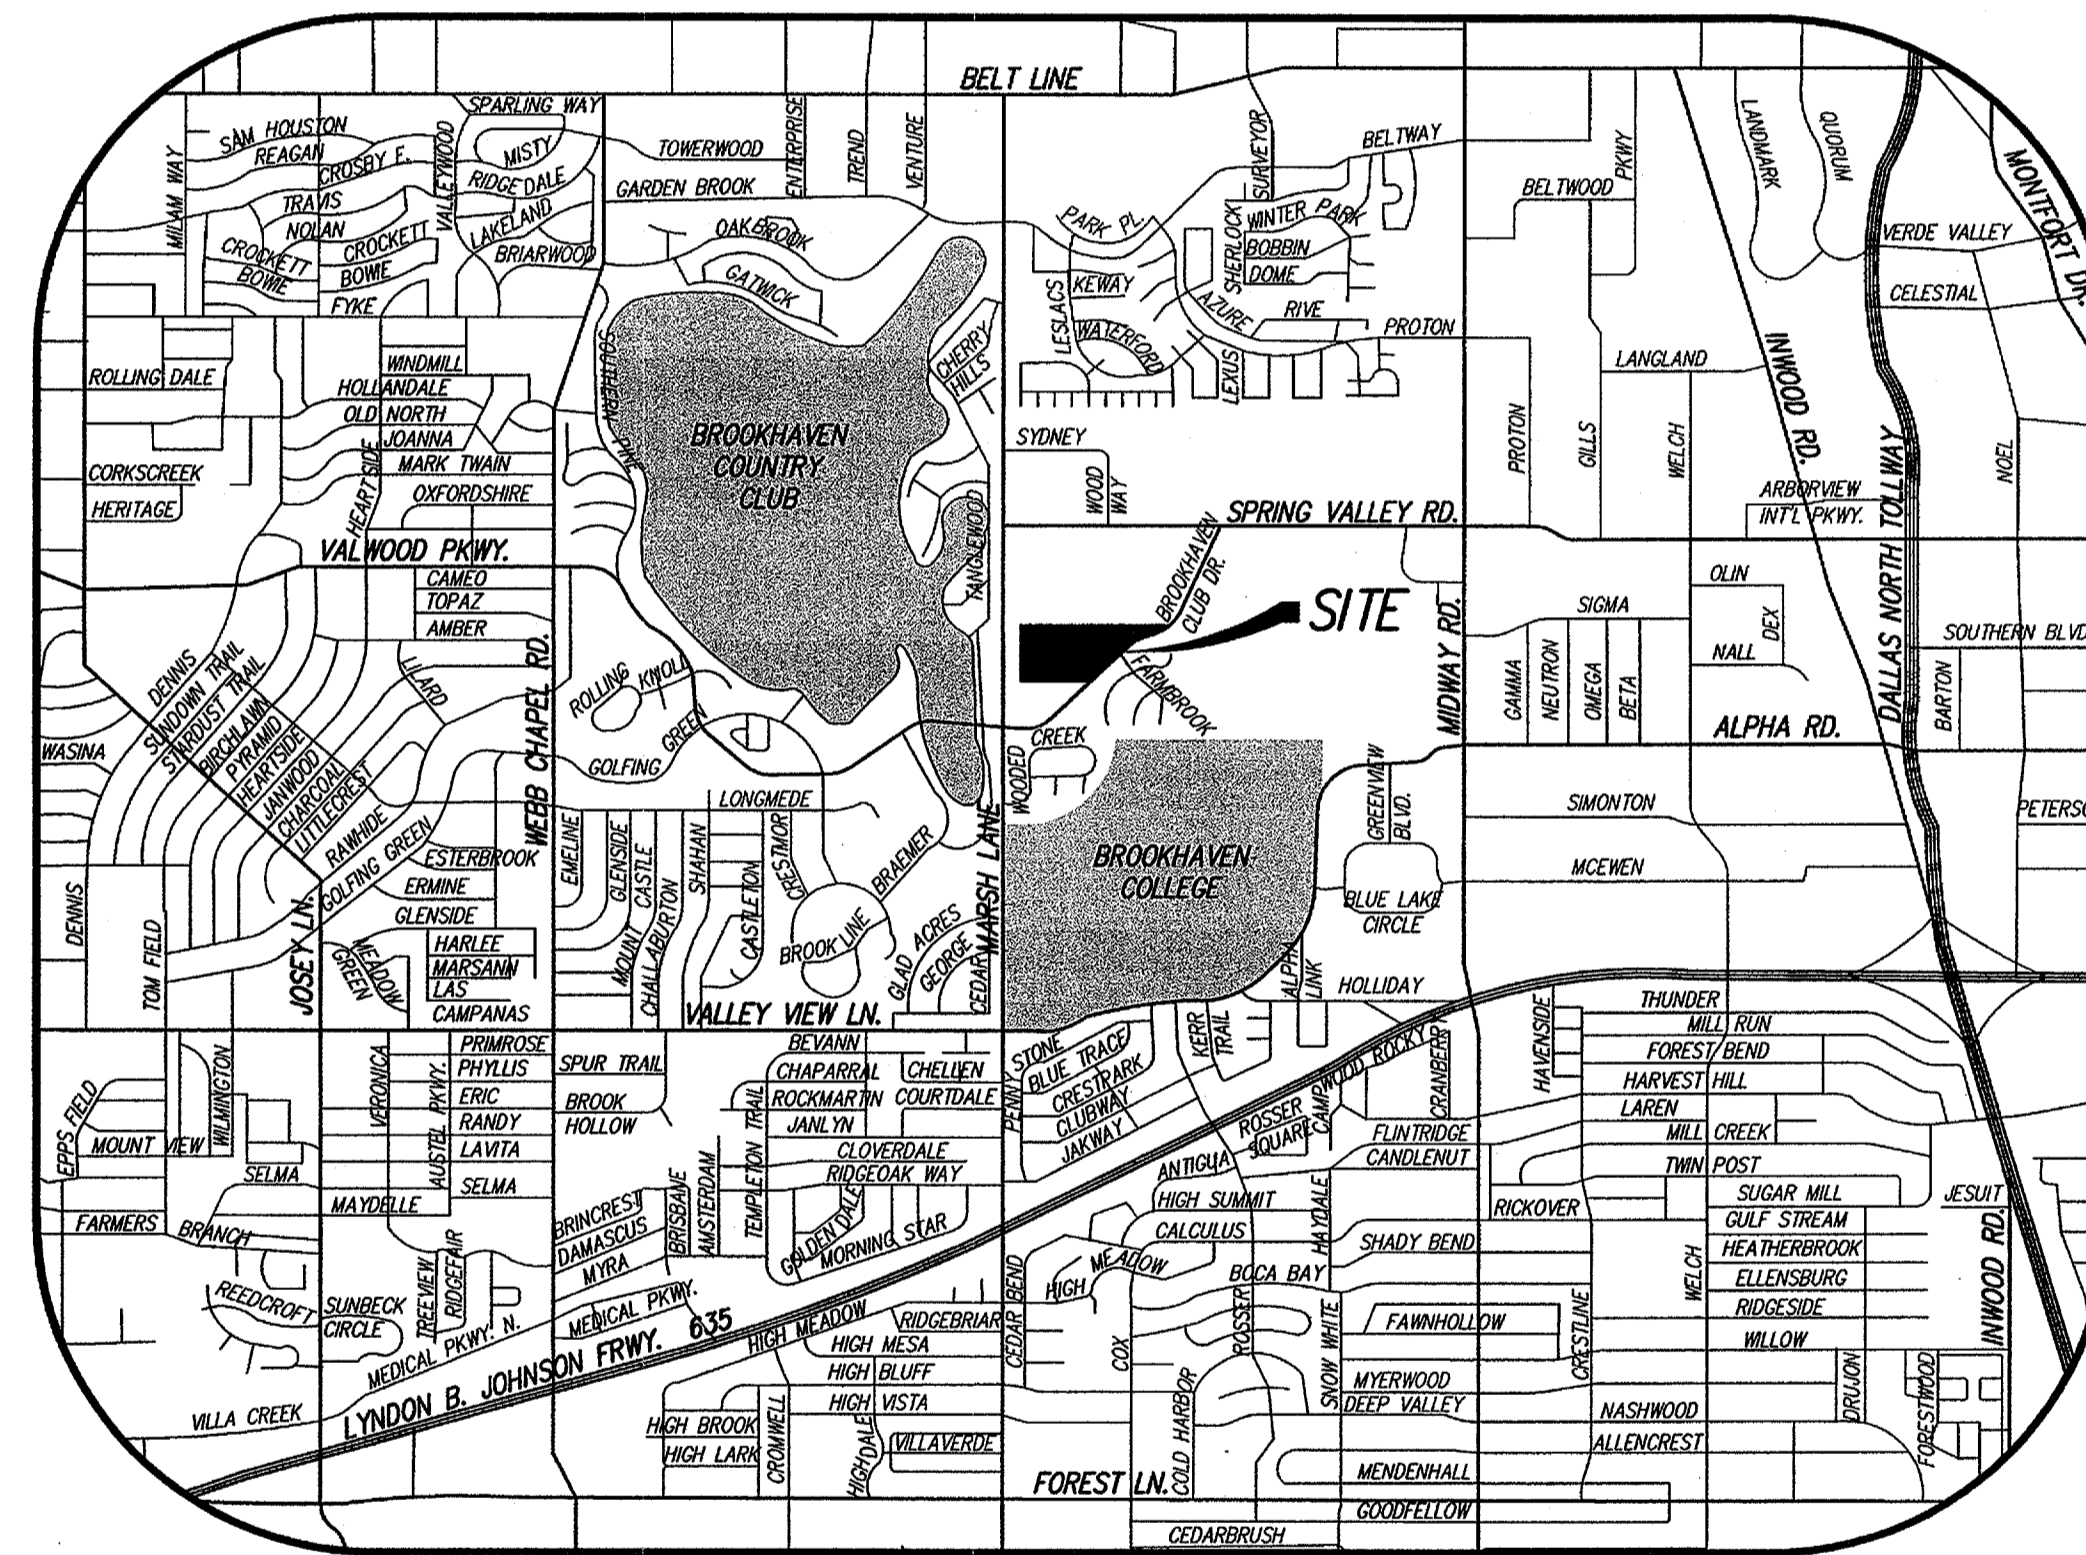 BELT LINE
SPARLING WAY
SAM HOUSTON
REAGAN
CROSBY E.
VALLEYWOOD
MISTY
RIDGEDALE
MILAM WAY
TRAVIS
NOLAN
CROCKETT
BOWIE
CROCKETT
BOWIE
FYKE
LAKELAND
BRIARWOOD
TOWERWOOD
GARDEN BROOK
ENTERPRISE
TREND
VENTURE
OAKBROOK
GATWICK
SURVEYOR
BELTWAY
BELTWOOD
PKWY
LANDMARK
QUORUM
MONTFORT DR.
PARK PL.
SHERLOCK
WINTER PARK
BOBBIN
DOME
VERDE VALLEY
KEWAY
LESLACS
AZURE
RIVE
PROTON
CELESTIAL
WATERFORD
LEXUS
CHERRY
HILLS
LANGLAND
INWOOD RD.
ROLLING DALE
WINDMILL
HOLLANDALE
OLD NORTH
JOANNA
MARK TWAIN
HEARTSIDE
OXFORDSHIRE
CORKSCREEK
HERITAGE
SOUTHERN
PINE
BROOKHAVEN
COUNTRY
CLUB
SYDNEY
WOOD
WAY
PROTON
GILLS
WELCH
NOEL
DALLAS NORTH TOLLWAY
ARBORVIEW
INT'L PKWY.
SPRING VALLEY RD.
VALWOOD PKWY.
TANGLEWOOD
BROOKHAVEN
CLUB DR.
CAMEO
TOPAZ
AMBER
SITE
OLIN
SIGMA
DEX
NALL
SOUTHERN BLVD
DENNIS
SUNDOWN TRAIL
STARDUST TRAIL
BIRCHLAWN
PYRAMID
HEARTSIDE
JANWOOD
CHARCOAL
LITTLECREST
RAWHIDE
LILLARD
WEBB CHAPEL RD.
ROLLING
KNOLL
FARMBROOK
MIDWAY RD.
GAMMA
NEUTRON
OMEGA
BETA
BARTON
ALPHA RD.
WASINA
GREEN
GOLFING
WOODED
CREEK
GREENVIEW
BLVD.
LONGMEDE
SIMONTON
PETERSO
GOLFING GREEN
ESTERBROOK
ERMINE
GLENSIDE
EMELINE
GLENSIDE
CASTLE
MOUNT
CHALLABURTON
SHAHAN
CASTLETON
CRESTMOR
BRAEMER
MARSH LANE
BROOKHAVEN
COLLEGE
MCEWEN
BLUE LAKE
CIRCLE
DENNIS
TOM FIELD
JOSEY LN.
MEADOW
GREEN
HARLEE
MARSANN
LAS
CAMPANAS
BROOK LINE
GLAD ACRES
GEORGE
CEDAR
ALPHA
LINK
HOLLIDAY
VALLEY VIEW LN.
THUNDER
MILL RUN
FOREST BEND
HARVEST HILL
LAREN
MILL CREEK
TWIN POST
HAVENSIDE
PRIMROSE
PHYLLIS
ERIC
RANDY
LAVITA
SELMA
VERONICA
AUSTEL PKWY.
WILMINGTON
EPPS FIELD
MOUNT VIEW
SELMA
MAYDELLE
SPUR TRAIL
BROOK
HOLLOW
BEVANN
CHAPARRAL
CHELLEN
ROCKMARTIN
COURTDALE
JANLYN
CLOVERDALE
RIDGEOAK WAY
TEMPLETON TRAIL
AMSTERDAM
BRISBANE
PENNY
STONE
BLUE TRACE
CRESTPARK
CLUBWAY
JAKWAY
KERR
TRAIL
ROCKY
CAMPWOOD
CRANBERRY
ROSSER
SQUARE
FLINTRIDGE
CANDLENUT
ANTIGUA
HIGH SUMMIT
CALCULUS
HAYDALE
RICKOVER
SHADY BEND
SUGAR MILL
JESUIT
GULF STREAM
HEATHERBROOK
ELLENSBURG
RIDGESIDE
WILLOW
INWOOD RD.
FARMERS
BRANCH
BRINCREST
DAMASCUS
MYRA
GOLDEN DALE
MORNING STAR
TREEVIEW
RIDGEFAIR
REEDCROFT
SUNBECK
CIRCLE
MEDICAL PKWY.
MEDICAL PKWY. N.
LYNDON B. JOHNSON FRWY. 635
HIGH MEADOW
RIDGEBRIAR
CEDAR BEND
HIGH
MEADOW
BOCA BAY
ROSSER
COX
SNOW WHITE
FAWNHOLLOW
CRESTLINE
WELCH
HIGH MESA
HIGH BLUFF
HIGH VISTA
VILLA CREEK
HIGH BROOK
HIGH LARK
CROMWELL
HIGHDALE
VILLAVERDE
COLD HARBOR
MYERWOOD
DEEP VALLEY
NASHWOOD
ALLENCREST
DRUJON
FORESTWOOD
FOREST LN.
MENDENHALL
GOODFELLOW
CEDARBRUSH